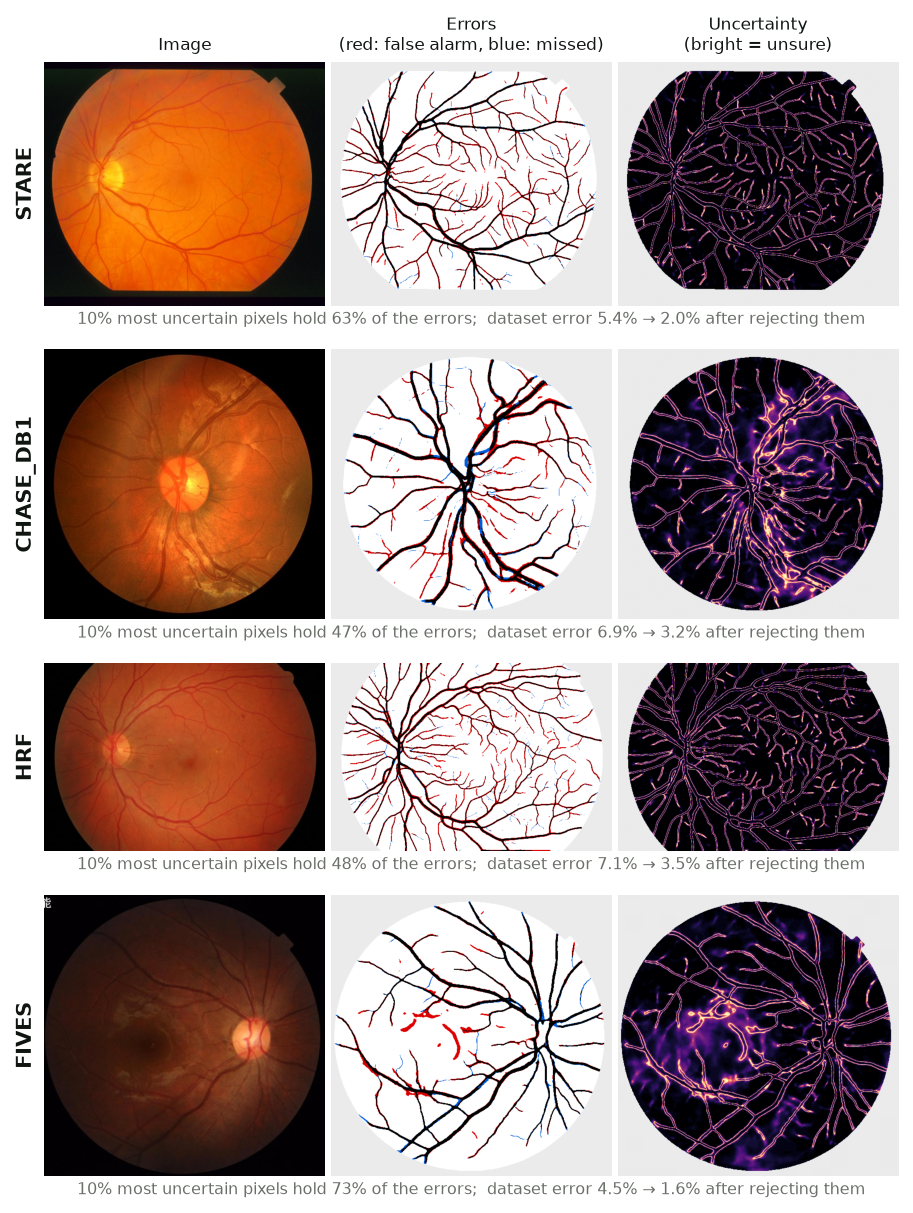 Image
Errors
(red: false alarm, blue: missed)
Uncertainty
(bright = unsure)
STARE
10% most uncertain pixels hold 63% of the errors;  dataset error 5.4% → 2.0% after rejecting them
CHASE_DB1
10% most uncertain pixels hold 47% of the errors;  dataset error 6.9% → 3.2% after rejecting them
HRF
10% most uncertain pixels hold 48% of the errors;  dataset error 7.1% → 3.5% after rejecting them
FIVES
10% most uncertain pixels hold 73% of the errors;  dataset error 4.5% → 1.6% after rejecting them